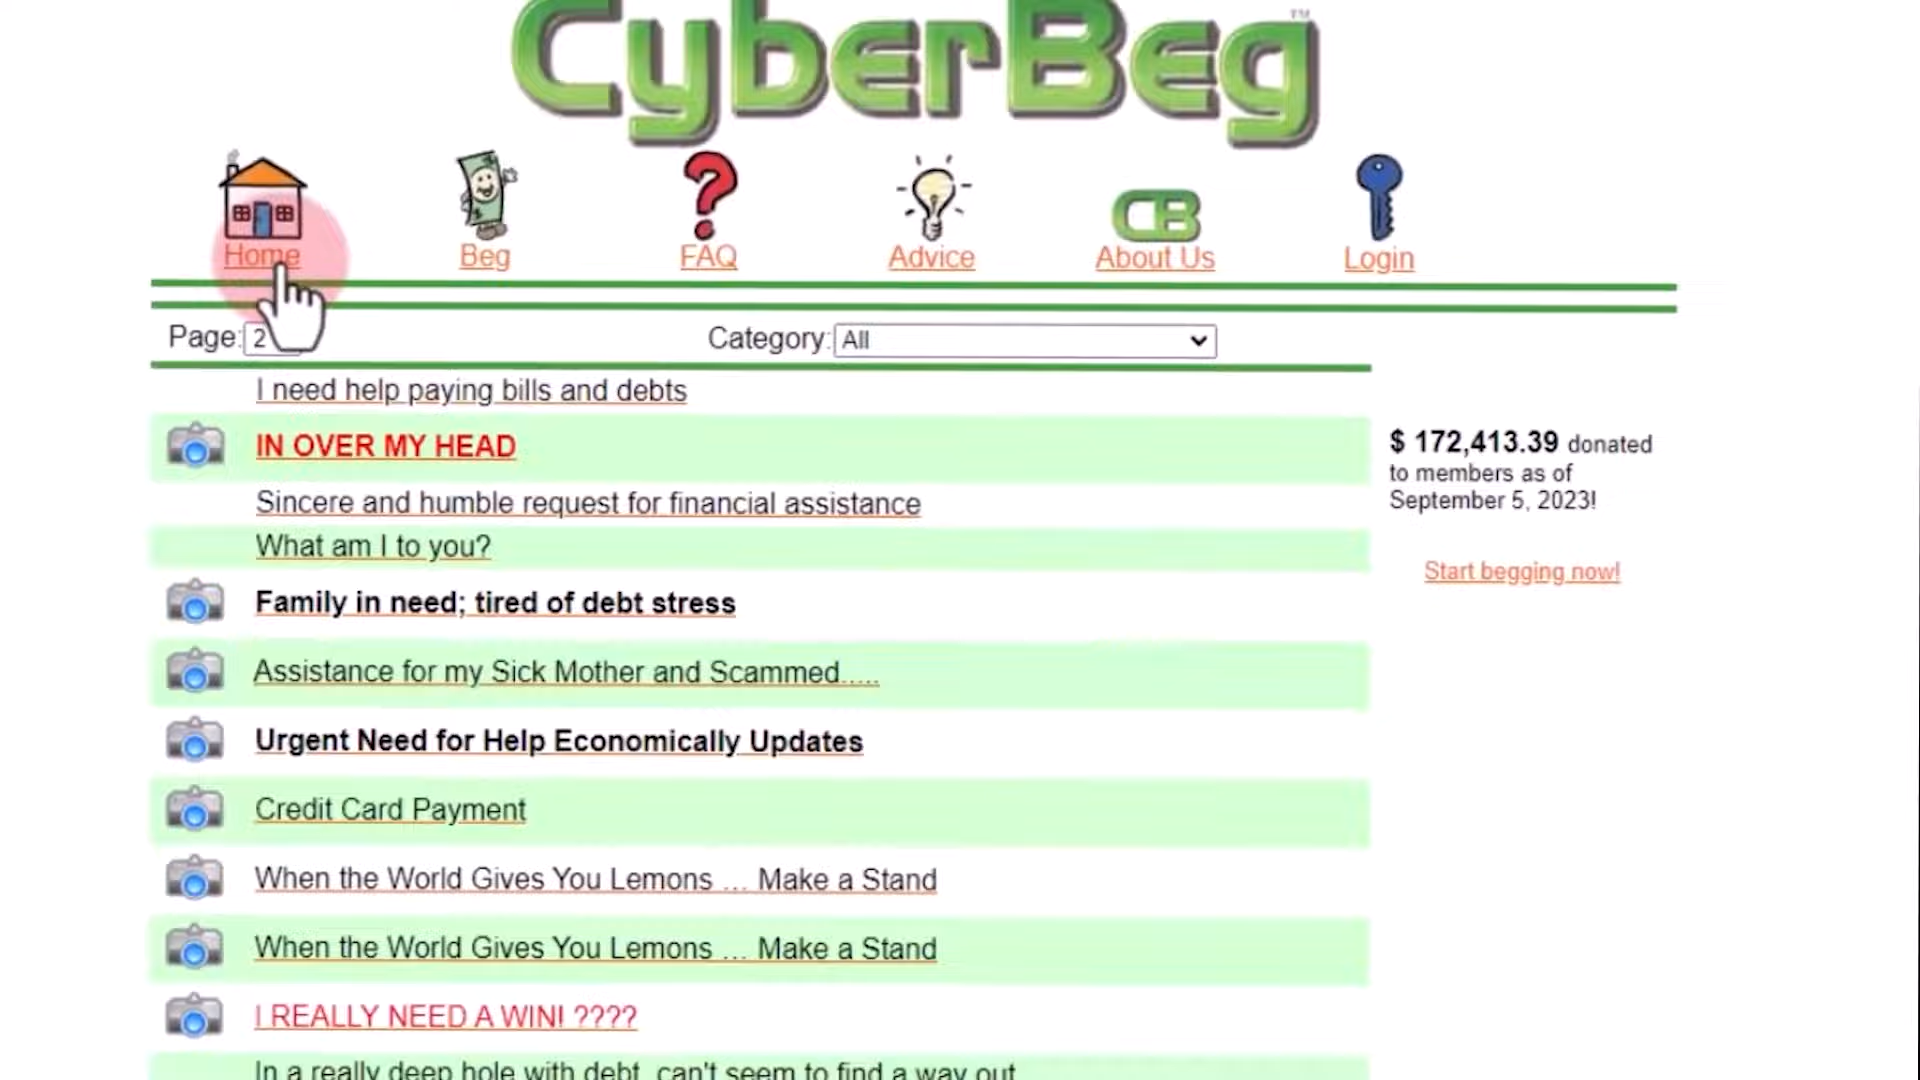 CyberBeg™
Home Beg FAQ Advice About Us Login
Page: 2 Category: All
I need help paying bills and debts
IN OVER MY HEAD
Sincere and humble request for financial assistance
What am I to you?
Family in need; tired of debt stress
Assistance for my Sick Mother and Scammed.....
Urgent Need for Help Economically Updates
Credit Card Payment
When the World Gives You Lemons ... Make a Stand
When the World Gives You Lemons ... Make a Stand
I REALLY NEED A WIN! ????
In a really deep hole with debt, can't seem to find a way out
$ 172,413.39 donated
to members as of
September 5, 2023!
Start begging now!
CB